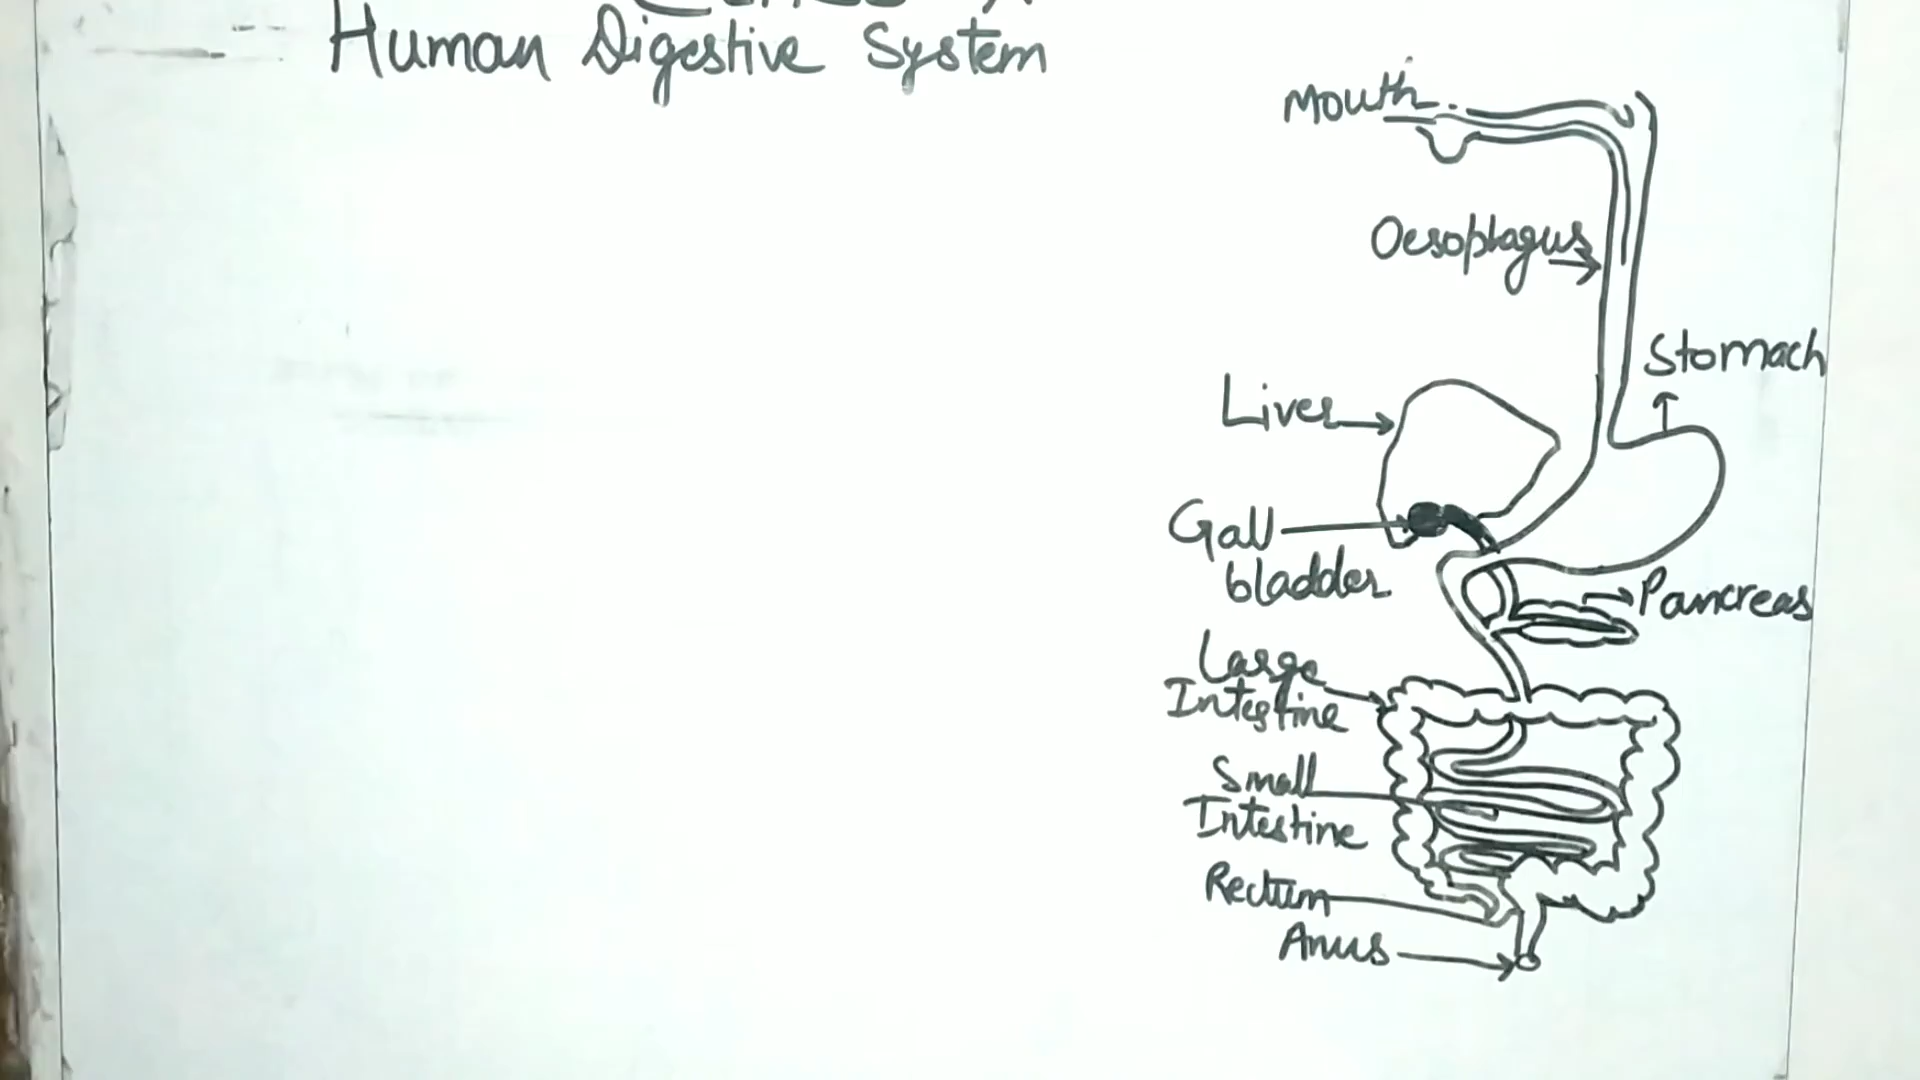 Human Digestive System
Mouth
Oesophagus
Stomach
Liver
Gall
bladder
Pancreas
Large
Intestine
Small
Intestine
Rectum
Anus